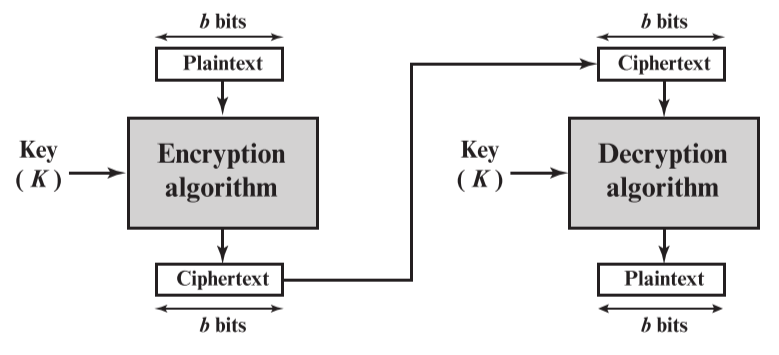 b bits
Plaintext
Key
( K )
Encryption
algorithm
Ciphertext
b bits
b bits
Ciphertext
Key
( K )
Decryption
algorithm
Plaintext
b bits